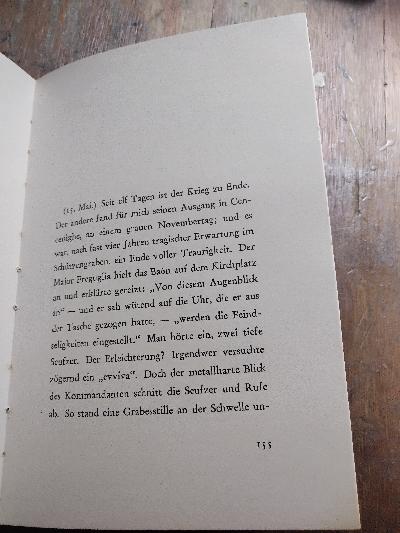 (15. Mai.) Seit elf Tagen ist der Krieg zu Ende.
Der andere fand für mich seinen Ausgang in Cen-
cenighe, an einem grauen Novembertag; und es
war, nach fast vier Jahren tragischer Erwartung im
Schützengraben, ein Ende voller Traurigkeit. Der
Major Freguglia hielt das Baon auf dem Kirchplatz
an und erklärte gereizt: „Von diesem Augenblick
an“ — und er sah wütend auf die Uhr, die er aus
der Tasche gezogen hatte, — „werden die Feind-
seligkeiten eingestellt.“ Man hörte ein, zwei tiefe
Seufzer. Der Erleichterung? Irgendwer versuchte
zögernd ein „evviva“. Doch der metallharte Blick
des Kommandanten schnitt die Seufzer und Rufe
ab. So stand eine Grabesstille an der Schwelle un-
155